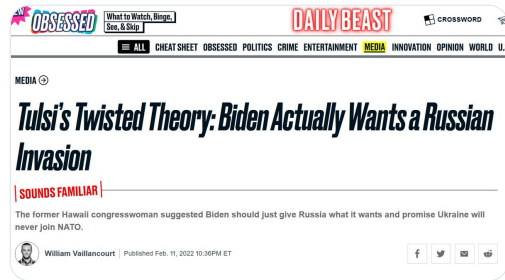 NEW
OBSESSED
What to Watch, Binge,
See, & Skip
DAILY BEAST
CROSSWORD
ALL CHEAT SHEET OBSESSED POLITICS CRIME ENTERTAINMENT MEDIA INNOVATION OPINION WORLD U.
MEDIA
Tulsi's Twisted Theory: Biden Actually Wants a Russian
Invasion
SOUNDS FAMILIAR
The former Hawaii congresswoman suggested Biden should just give Russia what it wants and promise Ukraine will
never join NATO.
William Vaillancourt | Published Feb. 11, 2022 10:36PM ET